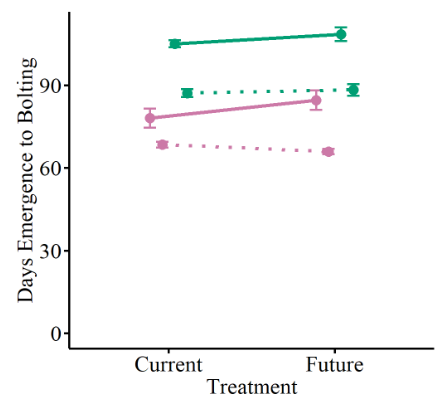 Days Emergence to Bolting
90
60
30
0
Current Future
Treatment